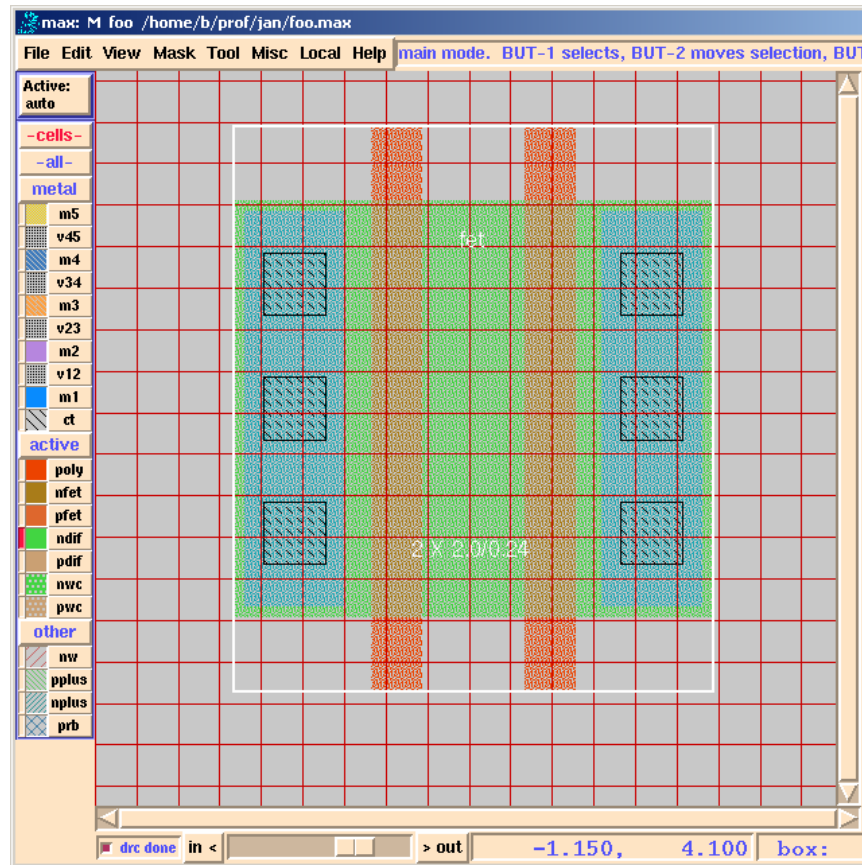 max: M foo /home/b/prof/jan/foo.max
File Edit View Mask Tool Misc Local Help main mode. BUT-1 selects, BUT-2 moves selection, BU
Active:
auto
-cells-
-all-
metal
m5
v45
m4
v34
m3
v23
m2
v12
m1
ct
active
poly
nfet
pfet
ndif
pdif
nwc
pwc
other
nw
pplus
nplus
prb
fet
2 X 2.0/0.24
drc done in < > out -1.150, 4.100 box: